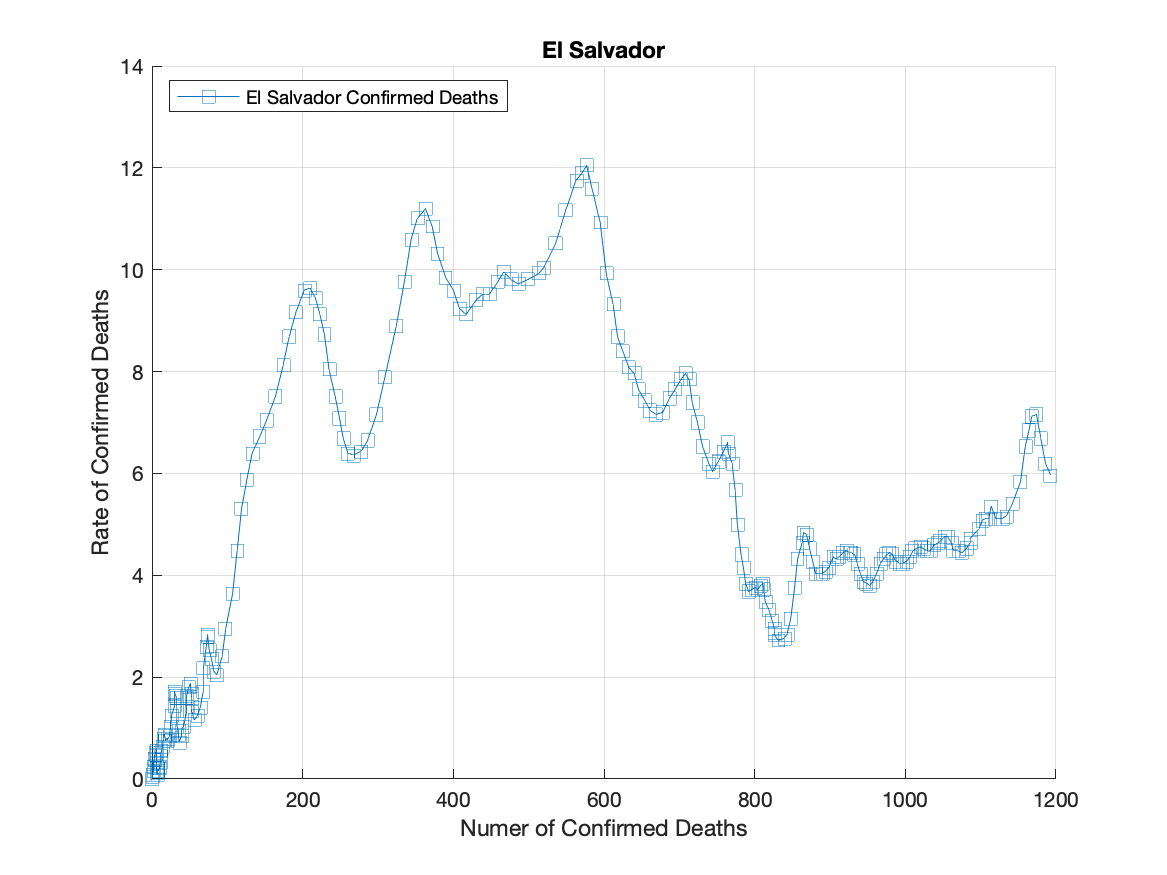 El Salvador
El Salvador Confirmed Deaths
14
12
10
8
6
4
2
0
Rate of Confirmed Deaths
0 200 400 600 800 1000 1200
Numer of Confirmed Deaths